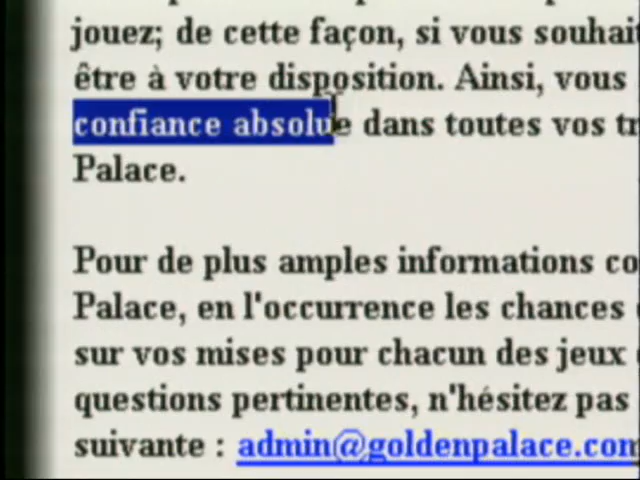 jouez; de cette façon, si vous souhait
être à votre disposition. Ainsi, vous
confiance absolue dans toutes vos tr
Palace.
Pour de plus amples informations co
Palace, en l'occurrence les chances
sur vos mises pour chacun des jeux
questions pertinentes, n'hésitez pas
suivante : admin@goldenpalace.com